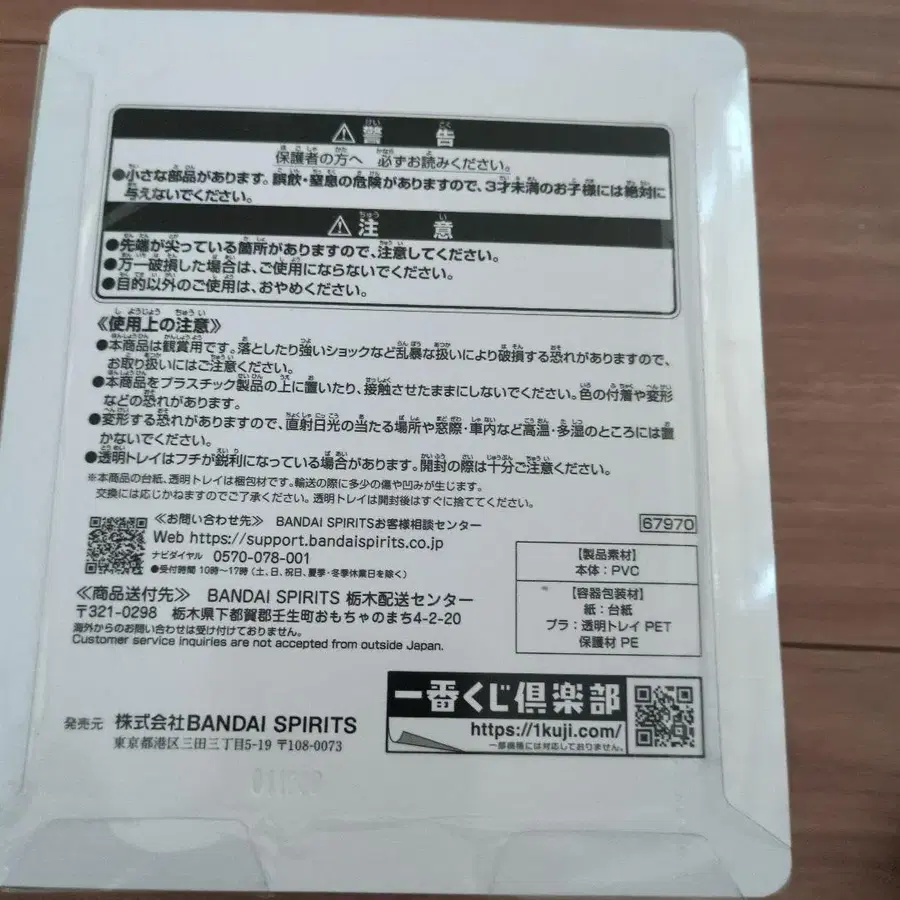 ⚠警告
保護者の方へ 必ずお読みください。
●小さな部品があります。誤飲・窒息の危険がありますので、3才未満のお子様には絶対に
与えないでください。
⚠注意
●先端が尖っている箇所がありますので、注意してください。
●万一破損した場合は、ご使用にならないでください。
●目的以外のご使用は、おやめください。
《使用上の注意》
●本商品は観賞用です。落としたり強いショックなど乱暴な扱いにより破損する恐れがありますので、
お取り扱いにはご注意ください。
●本商品をプラスチック製品の上に置いたり、接触させたままにしないでください。色の付着や変形
などの恐れがあります。
●変形する恐れがありますので、直射日光の当たる場所や窓際・車内など高温・多湿のところには置
かないでください。
●透明トレイはフチが鋭利になっている場合があります。開封の際は十分ご注意ください。
※本商品の台紙、透明トレイは梱包材です。輸送の際に多少の傷や凹みが生じます。
交換には応じかねますのでご了承ください。透明トレイは開封後はすぐに捨ててください。
≪お問い合わせ先≫ BANDAI SPIRITSお客様相談センター
Web https://support.bandaispirits.co.jp
ナビダイヤル 0570-078-001
●受付時間 10時〜17時(土、日、祝日、夏季・冬季休業日を除く)
≪商品送付先≫ BANDAI SPIRITS 栃木配送センター
〒321-0298 栃木県下都賀郡壬生町おもちゃのまち4-2-20
海外からのお問い合わせは受け付けておりません。
Customer service inquiries are not accepted from outside Japan.
67970
【製品素材】
本体:PVC
【容器包装材】
紙:台紙
プラ:透明トレイ PET
保護材 PE
一番くじ倶楽部
https://1kuji.com/
一部機種には対応しておりません。
発売元 株式会社BANDAI SPIRITS
東京都港区三田三丁目5-19 〒108-0073